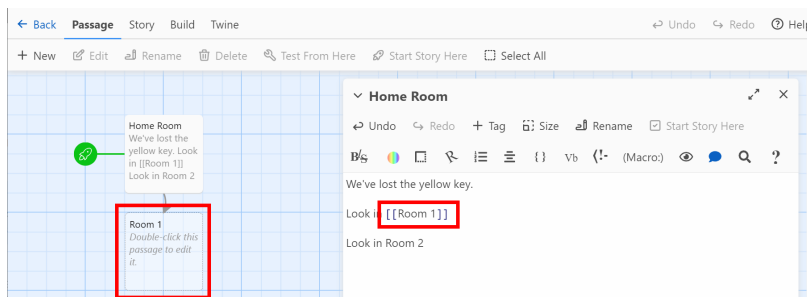 ← Back Passage Story Build Twine Undo Redo Help
+ New Edit Rename Delete Test From Here Start Story Here Select All
Home Room
We've lost the
yellow key. Look
in [[Room 1]]
Look in Room 2
Room 1
Double-click this
passage to edit
it.
Home Room
Undo Redo + Tag Size Rename Start Story Here
B/S { } Vb <!- (Macro:) ?
We've lost the yellow key.
Look in [[Room 1]]
Look in Room 2